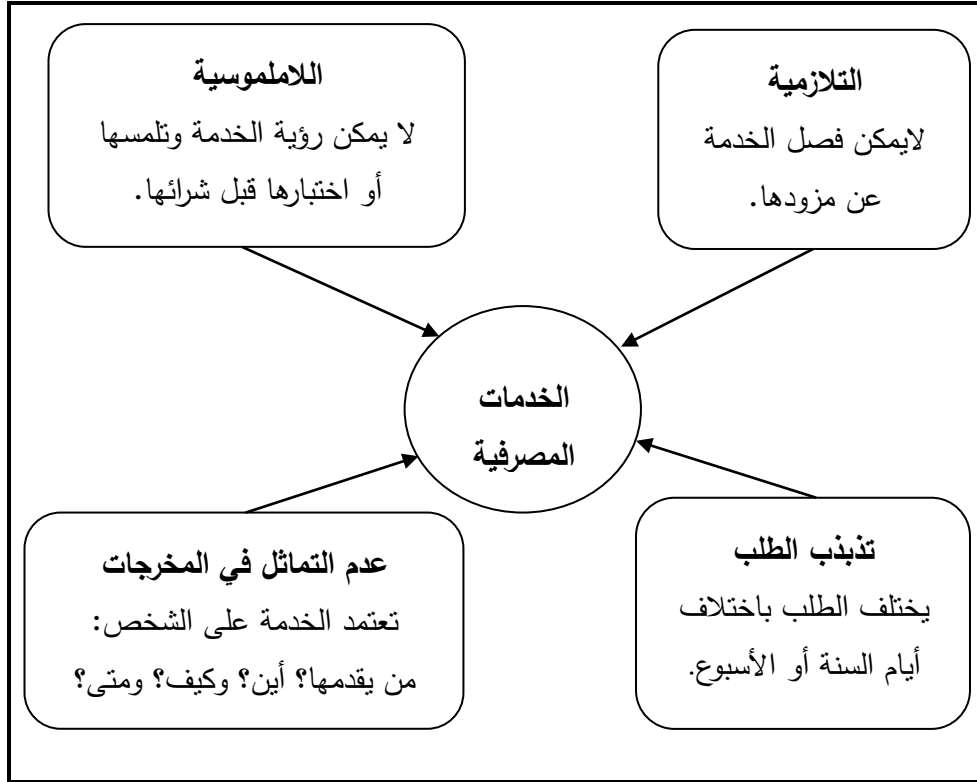 التلازمية
لايمكن فصل الخدمة
عن مزودها.
اللاملموسية
لا يمكن رؤية الخدمة وتلمسها
أو اختبارها قبل شرائها.
الخدمات
المصرفية
تذبذب الطلب
يختلف الطلب باختلاف
أيام السنة أو الأسبوع.
عدم التماثل في المخرجات
تعتمد الخدمة على الشخص:
من يقدمها؟ أين؟ وكيف؟ ومتى؟